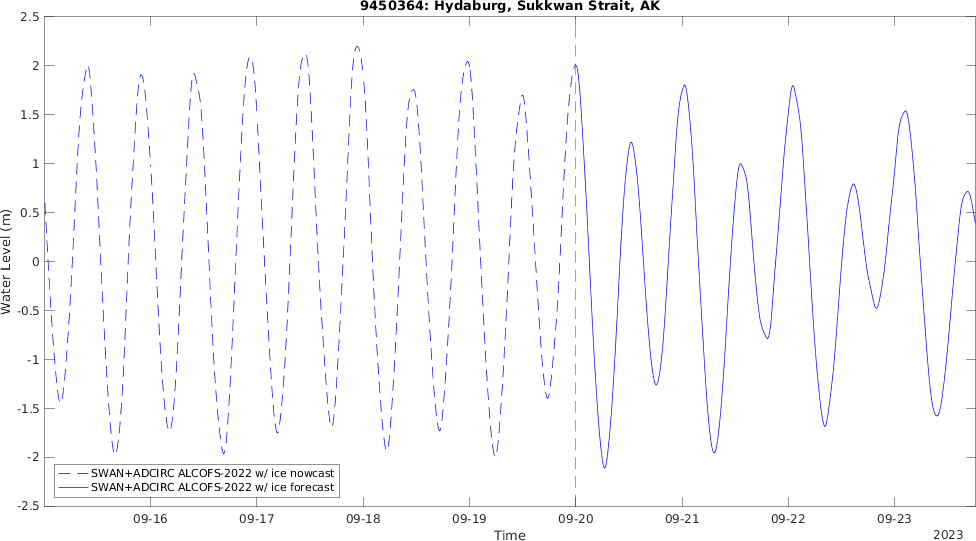 9450364: Hydaburg, Sukkwan Strait, AK
Water Level (m)
2.5
2
1.5
1
0.5
0
-0.5
-1
-1.5
-2
-2.5
SWAN+ADCIRC ALCOFS-2022 w/ ice nowcast
SWAN+ADCIRC ALCOFS-2022 w/ ice forecast
09-16 09-17 09-18 09-19 09-20 09-21 09-22 09-23
Time
2023